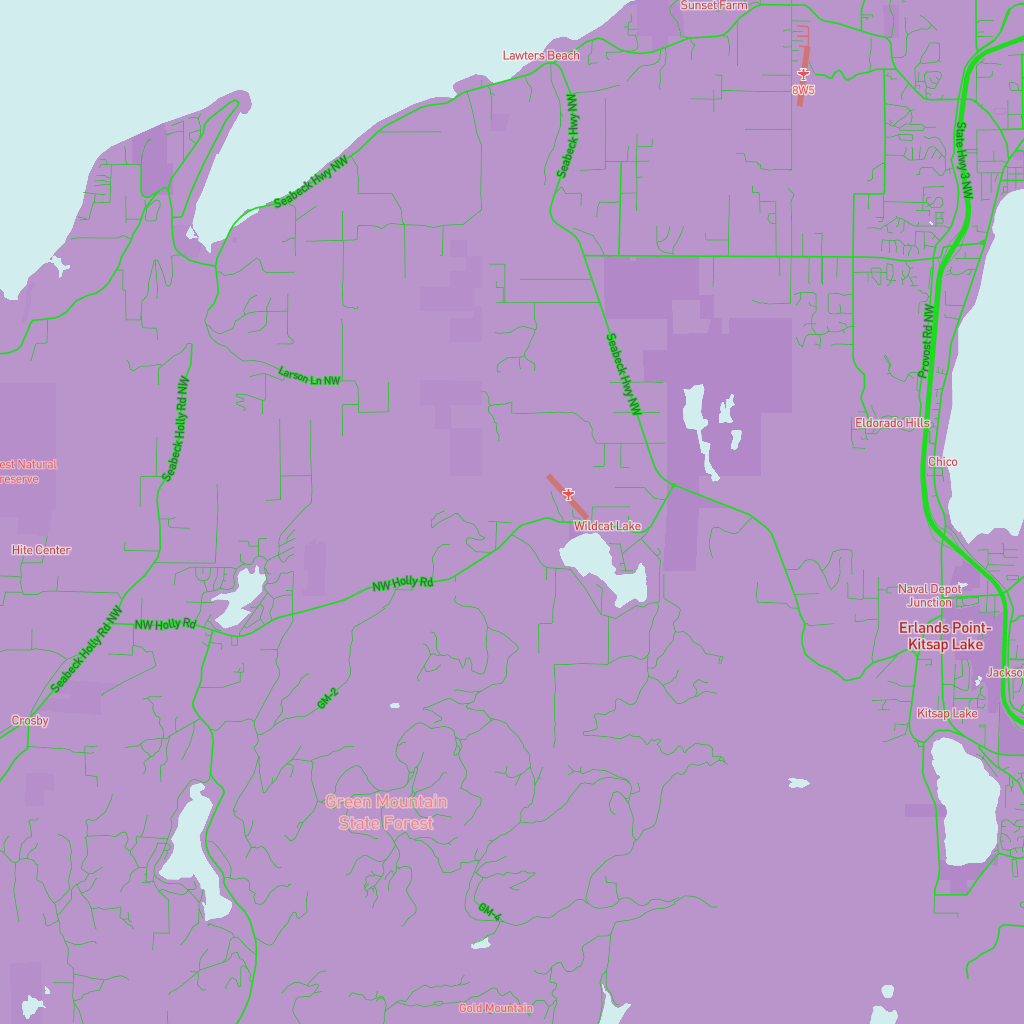 Sunset Farm
Lawters Beach
8W5
Seabeck Hwy NW
State Hwy 3 NW
Seabeck Hwy NW
Provost Rd NW
Seabeck Hwy NW
Larson Ln NW
Seabeck Holly Rd NW
Eldorado Hills
Chico
est Natural
reserve
Wildcat Lake
Hite Center
NW Holly Rd
Naval Depot
Junction
NW Holly Rd
Erlands Point-
Kitsap Lake
Seabeck Holly Rd NW
Jackso
GM-2
Kitsap Lake
Crosby
Green Mountain
State Forest
GM-4
Gold Mountain